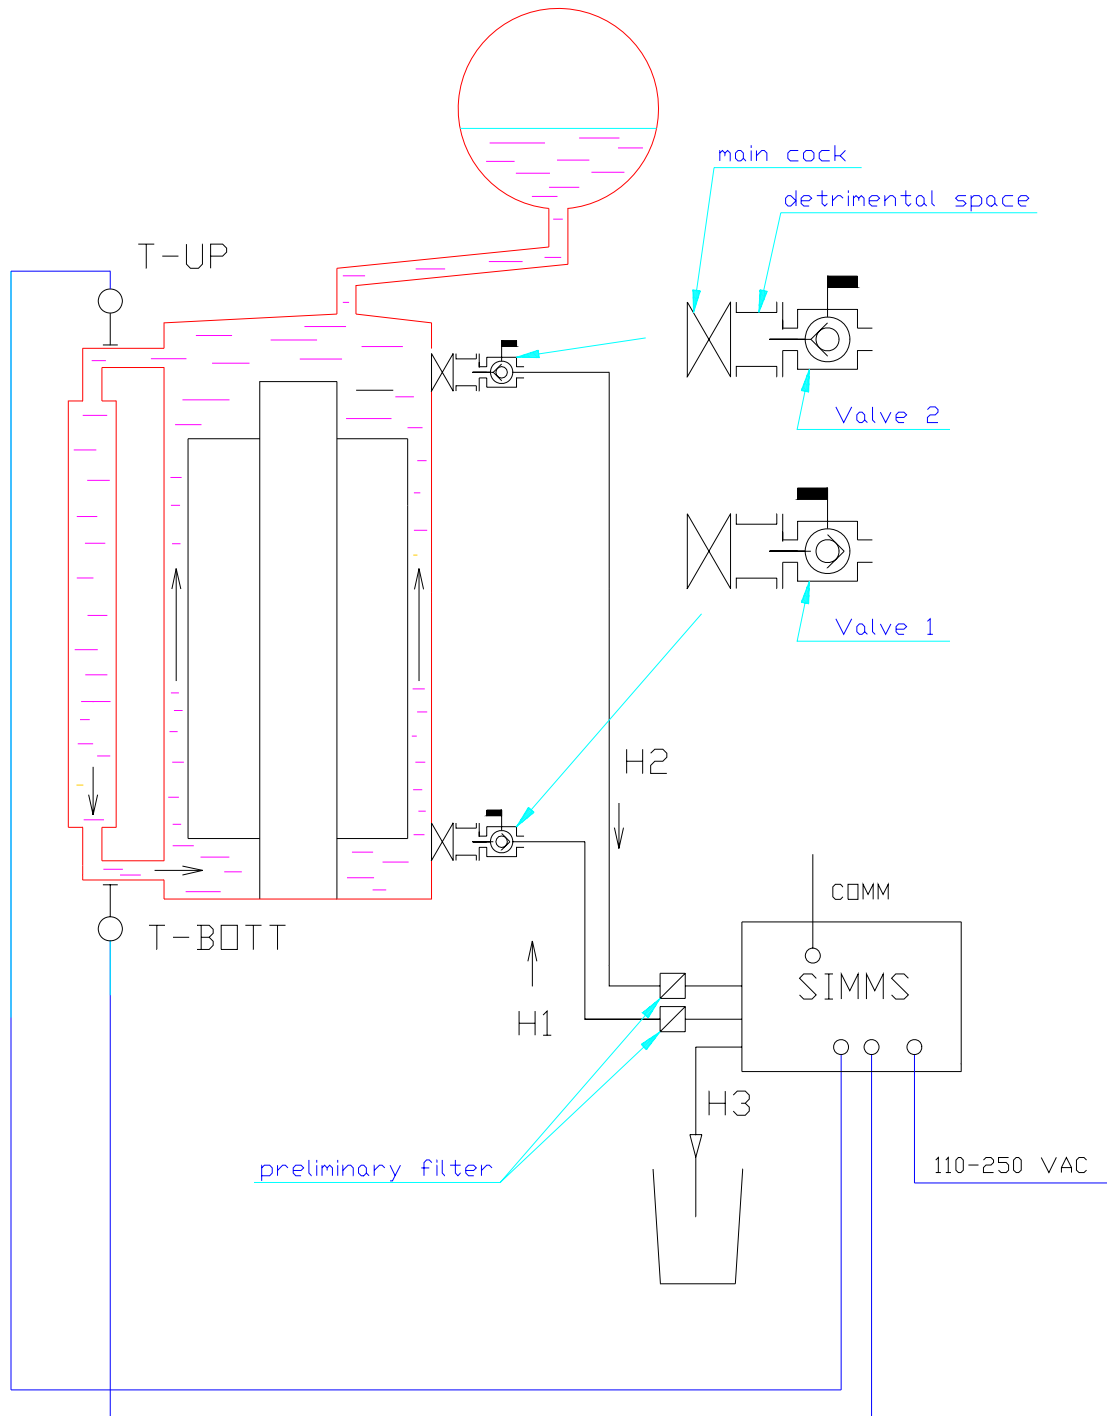 main cock
detrimental space
T-UP
Valve 2
Valve 1
H2
COMM
T-BOTT
SIMMS
H1
H3
preliminary filter
110-250 VAC